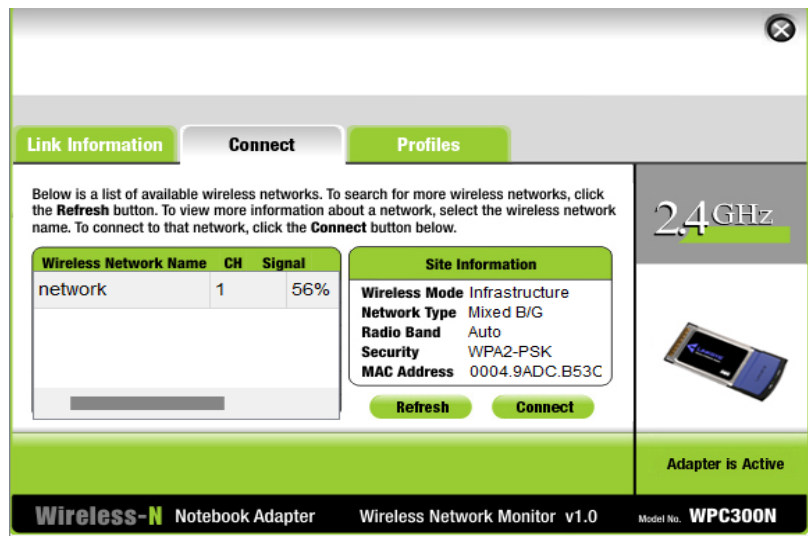 Link Information
Connect
Profiles
Below is a list of available wireless networks. To search for more wireless networks, click
the Refresh button. To view more information about a network, select the wireless network
name. To connect to that network, click the Connect button below.
2.4GHz
Wireless Network Name CH Signal
network 1 56%
Site Information
Wireless Mode Infrastructure
Network Type Mixed B/G
Radio Band Auto
Security WPA2-PSK
MAC Address 0004.9ADC.B53C
Refresh
Connect
Adapter is Active
Wireless-N Notebook Adapter Wireless Network Monitor v1.0 Model No. WPC300N